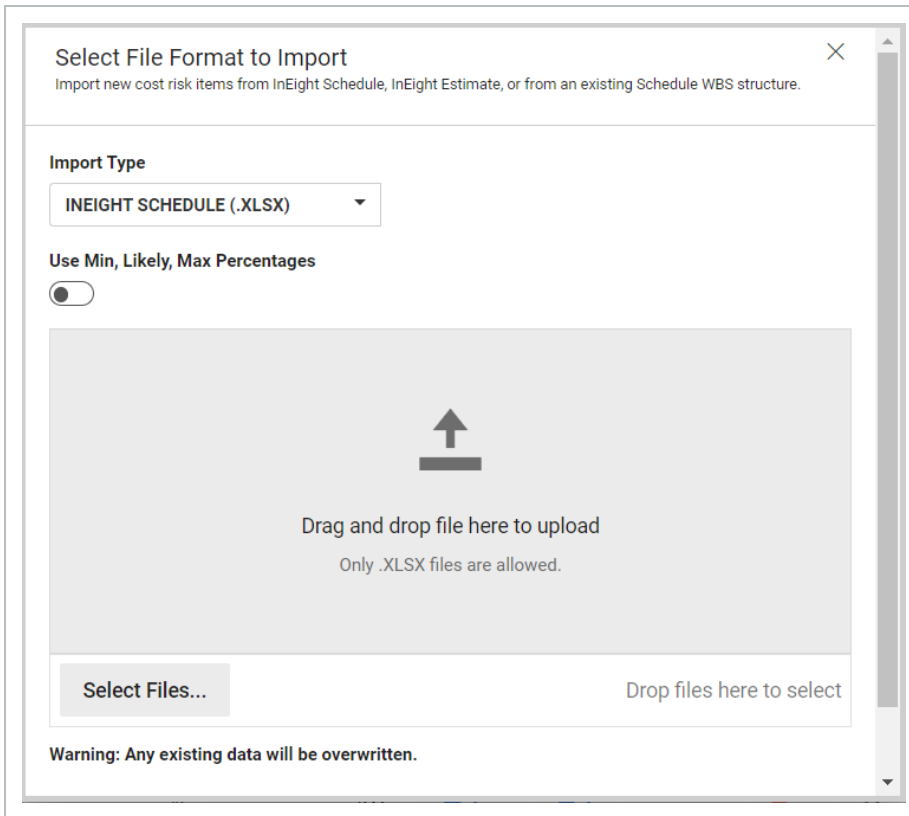 Select File Format to Import
Import new cost risk items from InEight Schedule, InEight Estimate, or from an existing Schedule WBS structure.
Import Type
INEIGHT SCHEDULE (.XLSX)
Use Min, Likely, Max Percentages
Drag and drop file here to upload
Only .XLSX files are allowed.
Select Files...
Drop files here to select
Warning: Any existing data will be overwritten.